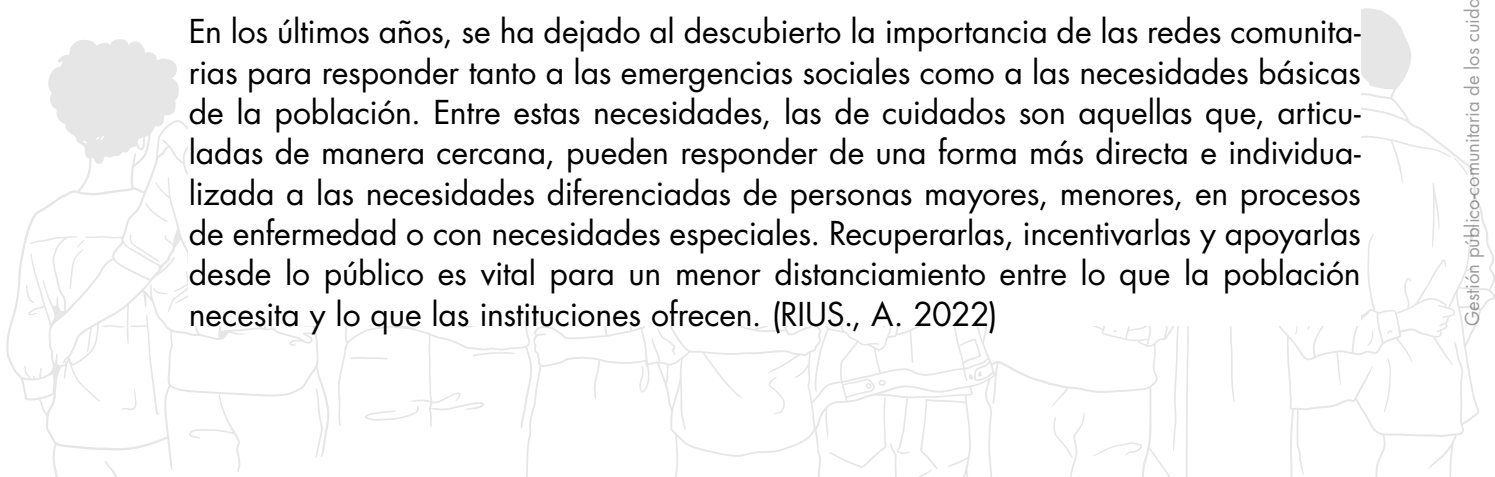 En los últimos años, se ha dejado al descubierto la importancia de las redes comunita-
rias para responder tanto a las emergencias sociales como a las necesidades básicas
de la población. Entre estas necesidades, las de cuidados son aquellas que, articu-
ladas de manera cercana, pueden responder de una forma más directa e individua-
lizada a las necesidades diferenciadas de personas mayores, menores, en procesos
de enfermedad o con necesidades especiales. Recuperarlas, incentivarlas y apoyarlas
desde lo público es vital para un menor distanciamiento entre lo que la población
necesita y lo que las instituciones ofrecen. (RIUS., A. 2022)
Gestión público-comunitaria de los